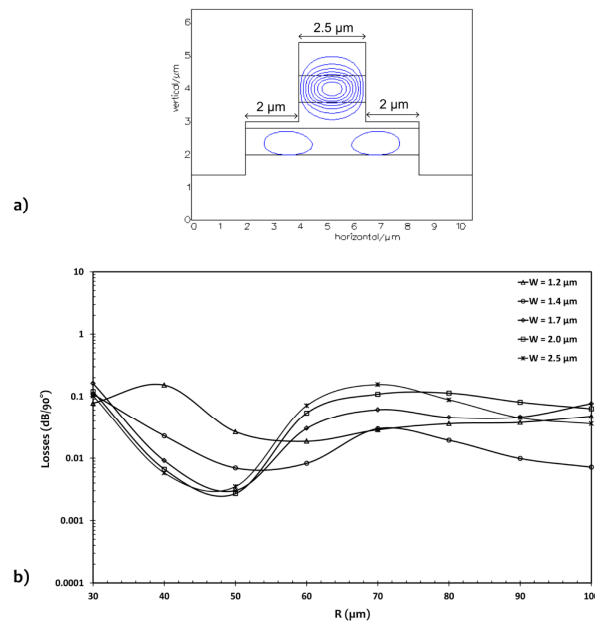 2.5 µm
2 µm
2 µm
vertical/µm
6
5
4
3
2
1
0
0 1 2 3 4 5 6 7 8 9 10
horizontal/µm
a)
10
1
0.1
0.01
0.001
0.0001
Losses (dB/90°)
W = 1.2 µm
W = 1.4 µm
W = 1.7 µm
W = 2.0 µm
W = 2.5 µm
30 40 50 60 70 80 90 100
R (µm)
b)